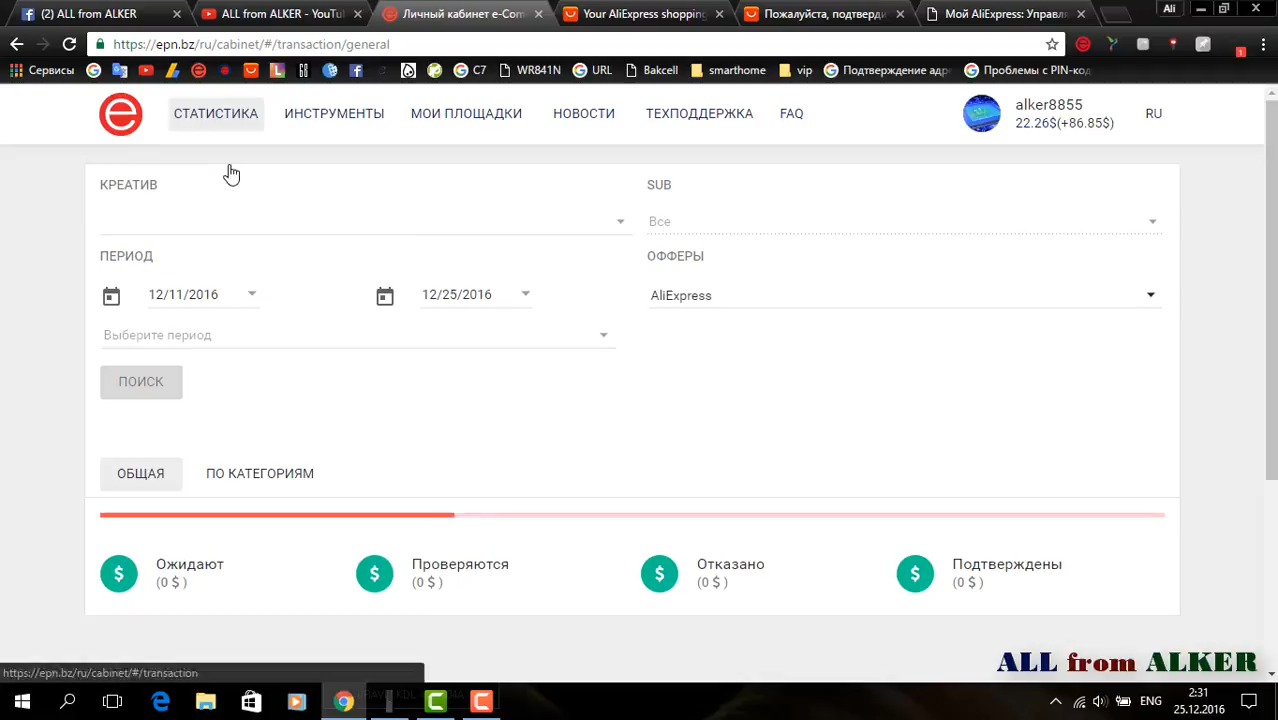 (2) ALL from ALKER
ALL from ALKER - YouTu
Личный кабинет e-Com
Your AliExpress shopping
Пожалуйста, подтверди
Мой AliExpress: Управл
Ali
https://epn.bz/ru/cabinet/#/transaction/general
1
Сервисы
C7
WR841N
URL
Bakcell
smarthome
vip
Подтверждение адре
Проблемы с PIN-код
СТАТИСТИКА
ИНСТРУМЕНТЫ
МОИ ПЛОЩАДКИ
НОВОСТИ
ТЕХПОДДЕРЖКА
FAQ
alker8855
22.26$(+86.85$)
RU
КРЕАТИВ
SUB
Все
ПЕРИОД
ОФФЕРЫ
12/11/2016
12/25/2016
AliExpress
Выберите период
ПОИСК
ОБЩАЯ
ПО КАТЕГОРИЯМ
Ожидают
(0 $ )
Проверяются
(0 $ )
Отказано
(0 $ )
Подтверждены
(0 $ )
https://epn.bz/ru/cabinet/#/transaction
ALL from ALKER
ENG
2:31
25.12.2016